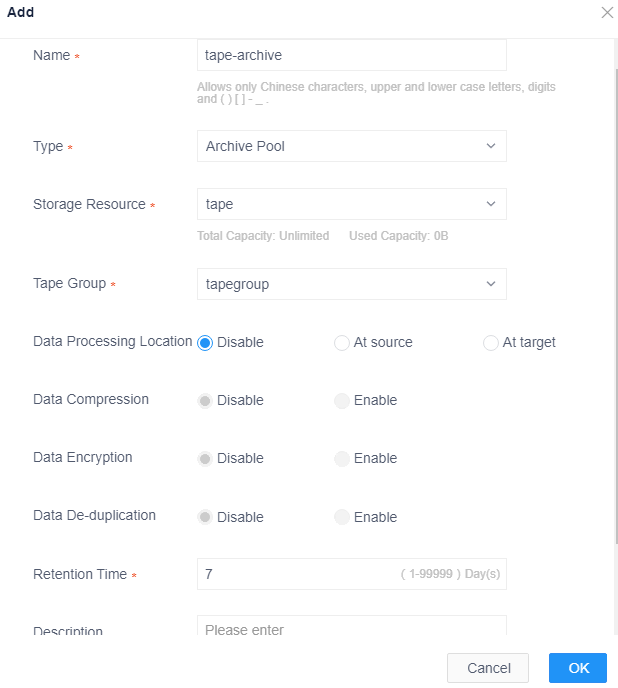 Add
Name *
tape-archive
Allows only Chinese characters, upper and lower case letters, digits
and ( ) [ ] - _ .
Type *
Archive Pool
Storage Resource *
tape
Total Capacity: Unlimited Used Capacity: 0B
Tape Group *
tapegroup
Data Processing Location Disable At source At target
Data Compression Disable Enable
Data Encryption Disable Enable
Data De-duplication Disable Enable
Retention Time *
7 ( 1-99999 ) Day(s)
Description
Please enter
Cancel OK